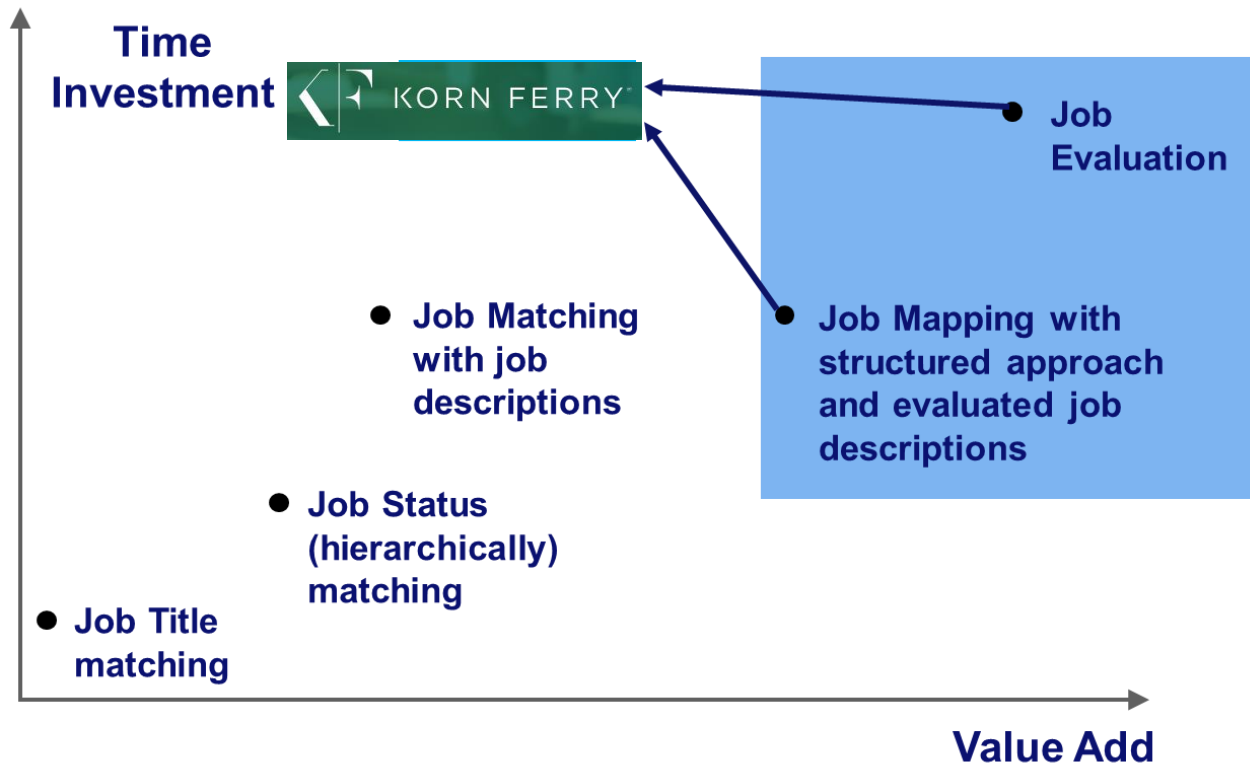 Time
Investment
KF KORN FERRY
Job
Evaluation
Job Matching
with job
descriptions
Job Mapping with
structured approach
and evaluated job
descriptions
Job Status
(hierarchically)
matching
Job Title
matching
Value Add